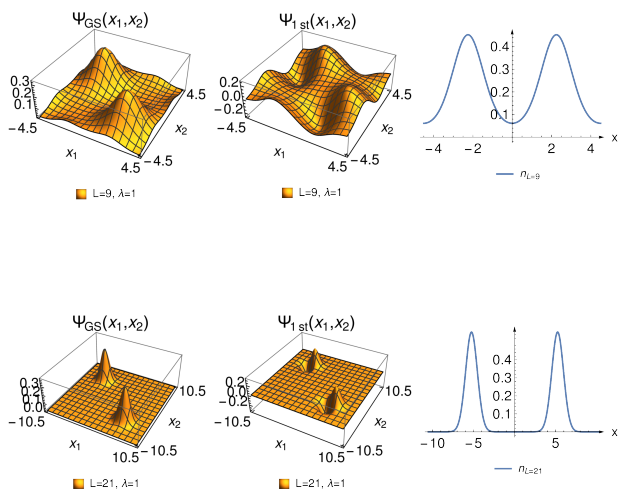 Ψ_GS(x₁,x₂)
0.3
0.2
0.1
-4.5
x₁
4.5
-4.5
x₂
4.5
L=9, λ=1
Ψ_1st(x₁,x₂)
0.2
0.0
-0.2
-4.5
x₁
4.5
-4.5
x₂
4.5
L=9, λ=1
0.4
0.3
0.2
0.1
-4 -2 0 2 4 x
n_L=9
Ψ_GS(x₁,x₂)
0.3
0.2
0.1
0.0
-10.5
x₁
10.5
-10.5
x₂
10.5
L=21, λ=1
Ψ_1st(x₁,x₂)
0.2
0.0
-0.2
-10.5
x₁
10.5
-10.5
x₂
10.5
L=21, λ=1
0.4
0.3
0.2
0.1
-10 -5 0 5 x
n_L=21